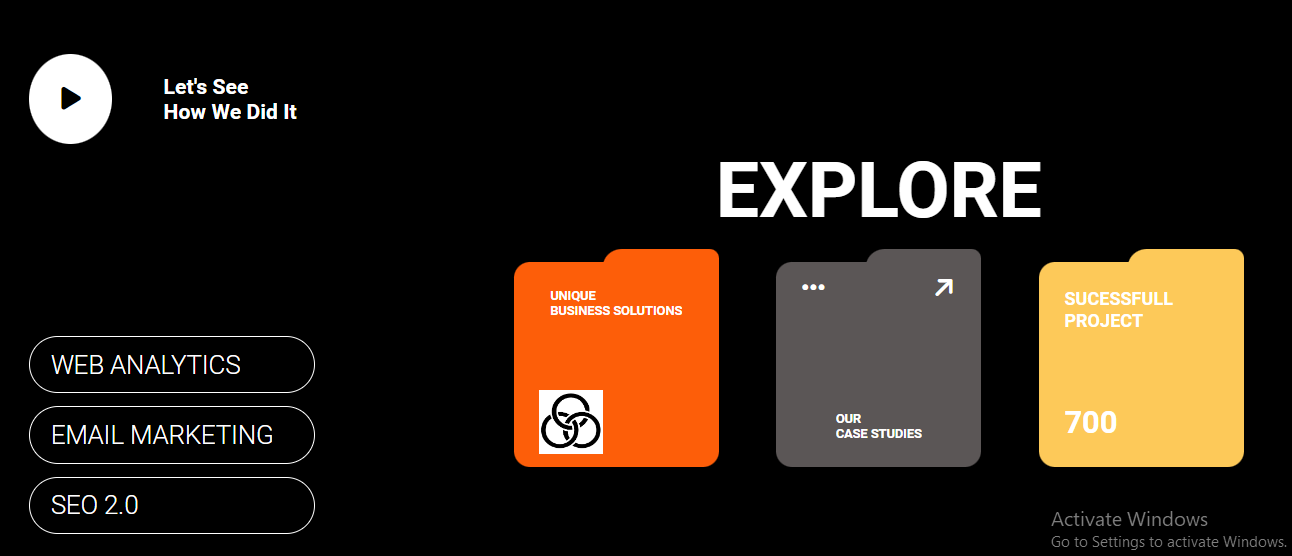 Let's See
How We Did It
EXPLORE
UNIQUE
BUSINESS SOLUTIONS
OUR
CASE STUDIES
SUCESSFULL
PROJECT
700
WEB ANALYTICS
EMAIL MARKETING
SEO 2.0
Activate Windows
Go to Settings to activate Windows.